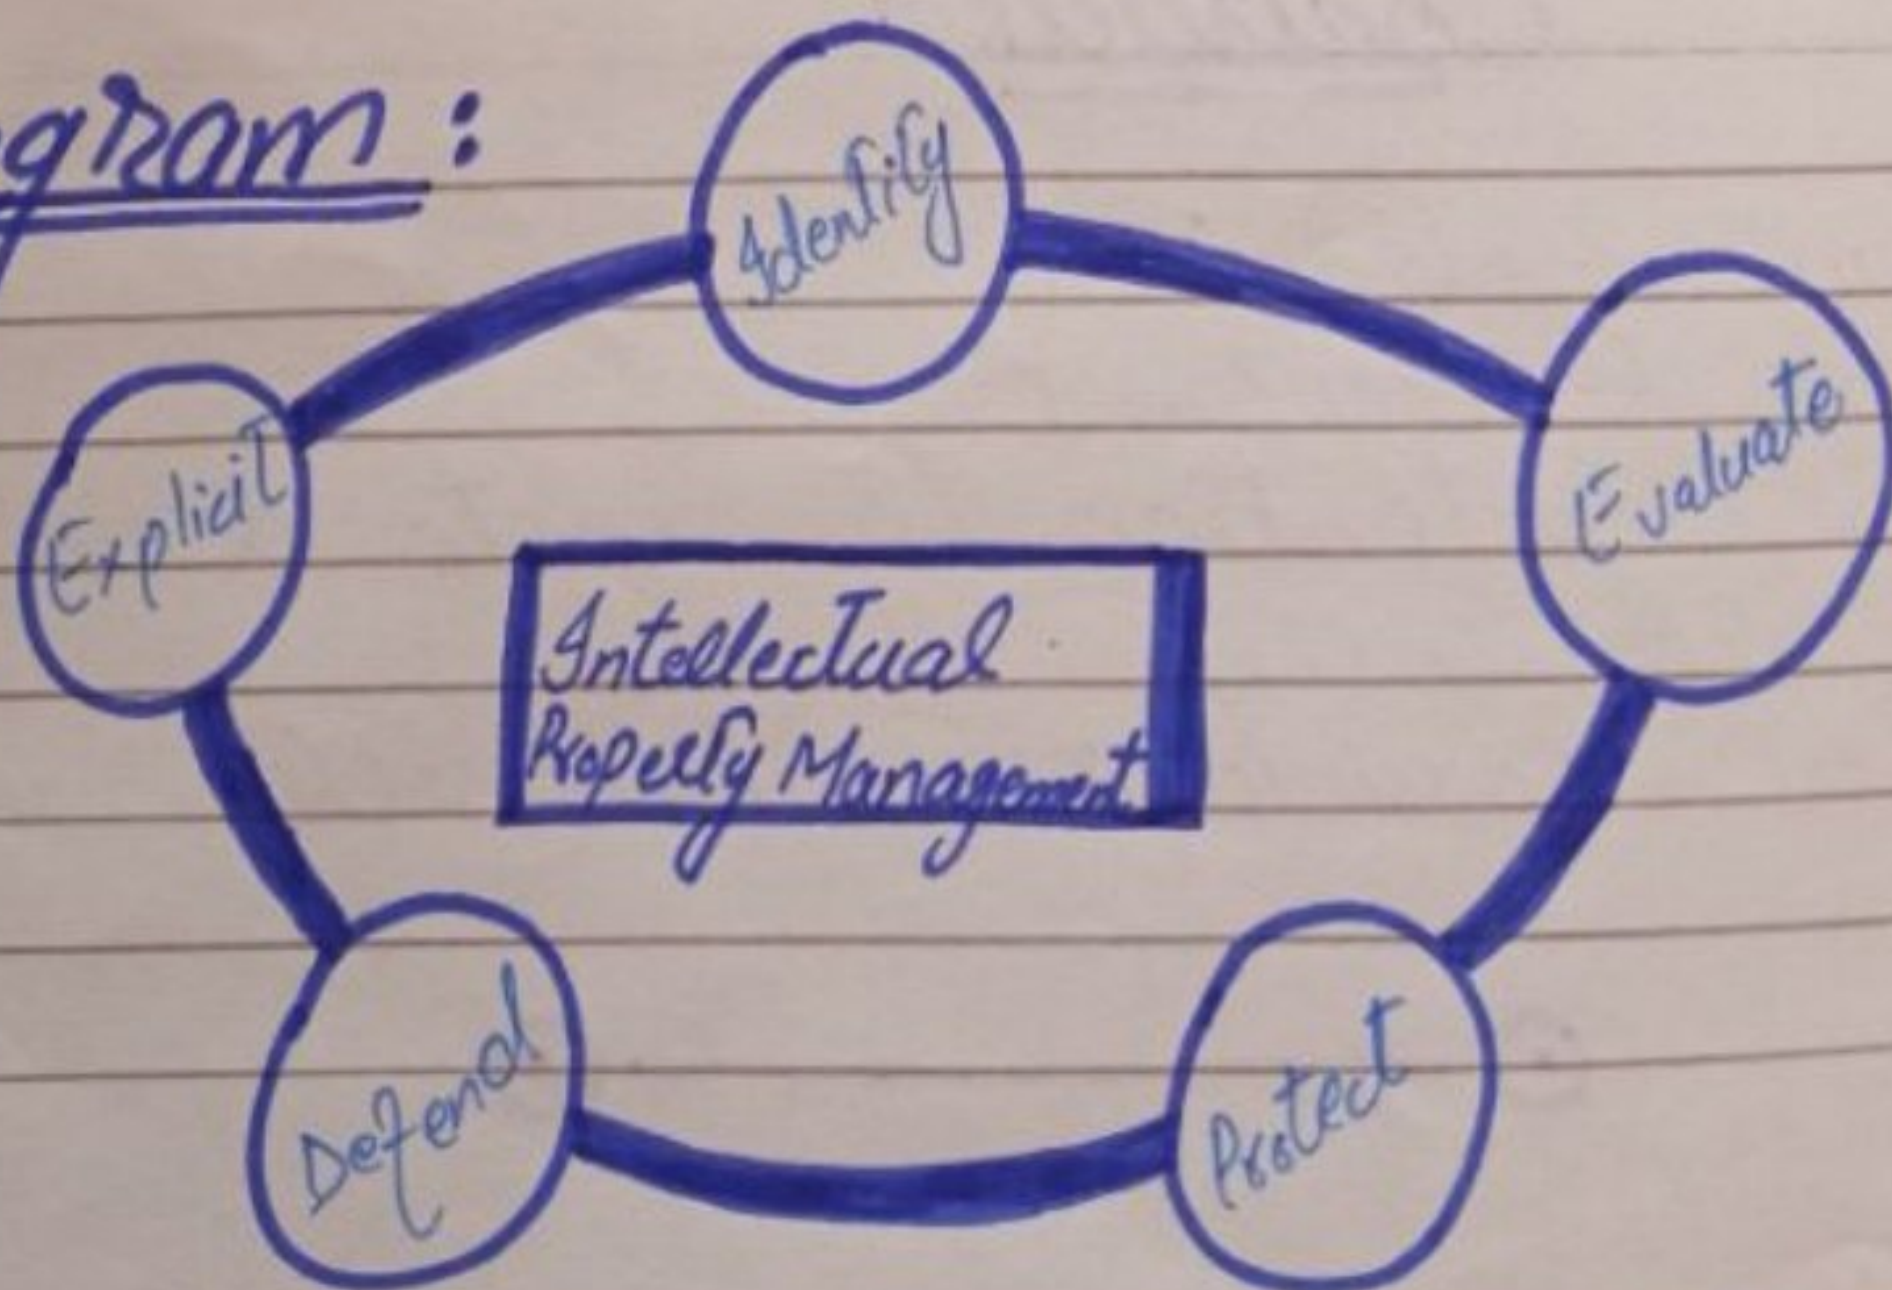 gram :
Identify
Evaluate
Explicit
Intellectual
Property Management
Defend
Protect